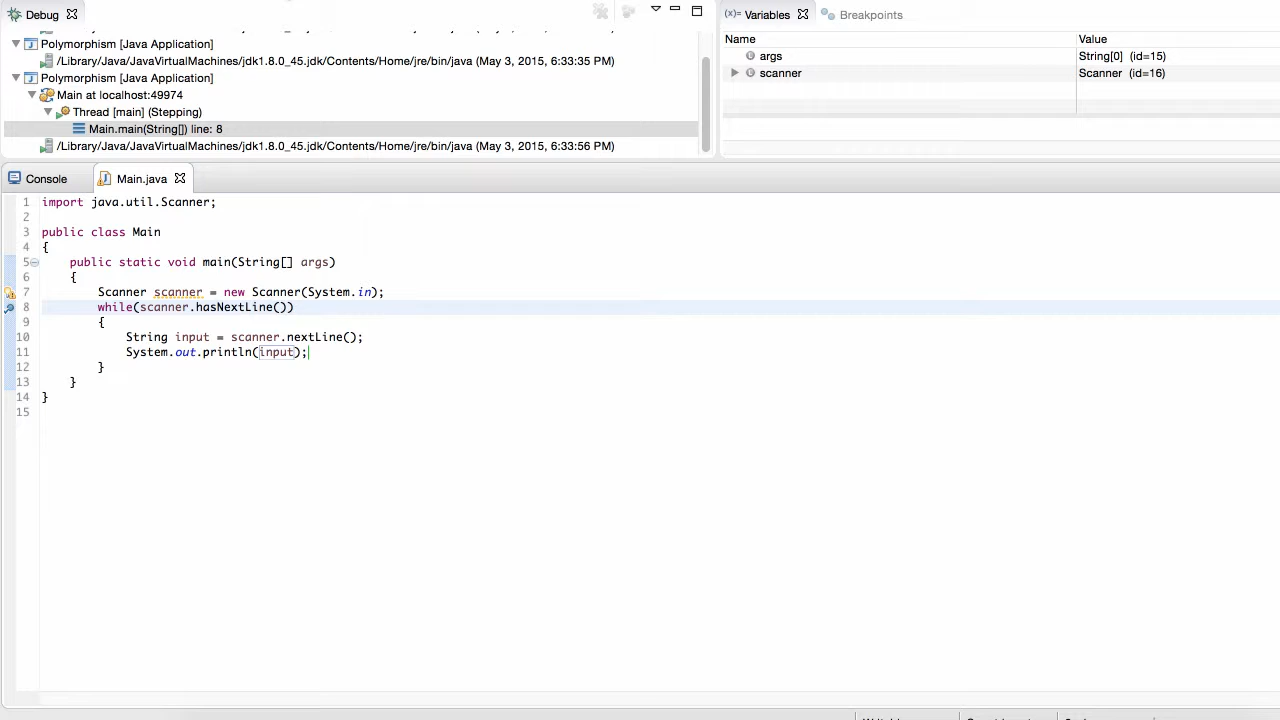 Debug
Polymorphism [Java Application]
/Library/Java/JavaVirtualMachines/jdk1.8.0_45.jdk/Contents/Home/jre/bin/java (May 3, 2015, 6:33:35 PM)
Polymorphism [Java Application]
Main at localhost:49974
Thread [main] (Stepping)
Main.main(String[]) line: 8
/Library/Java/JavaVirtualMachines/jdk1.8.0_45.jdk/Contents/Home/jre/bin/java (May 3, 2015, 6:33:56 PM)
(x)= Variables Breakpoints
Name Value
args String[0] (id=15)
scanner Scanner (id=16)
Console Main.java
1 import java.util.Scanner;
2
3 public class Main
4 {
5 public static void main(String[] args)
6 {
7 Scanner scanner = new Scanner(System.in);
8 while(scanner.hasNextLine())
9 {
10 String input = scanner.nextLine();
11 System.out.println(input);
12 }
13 }
14 }
15